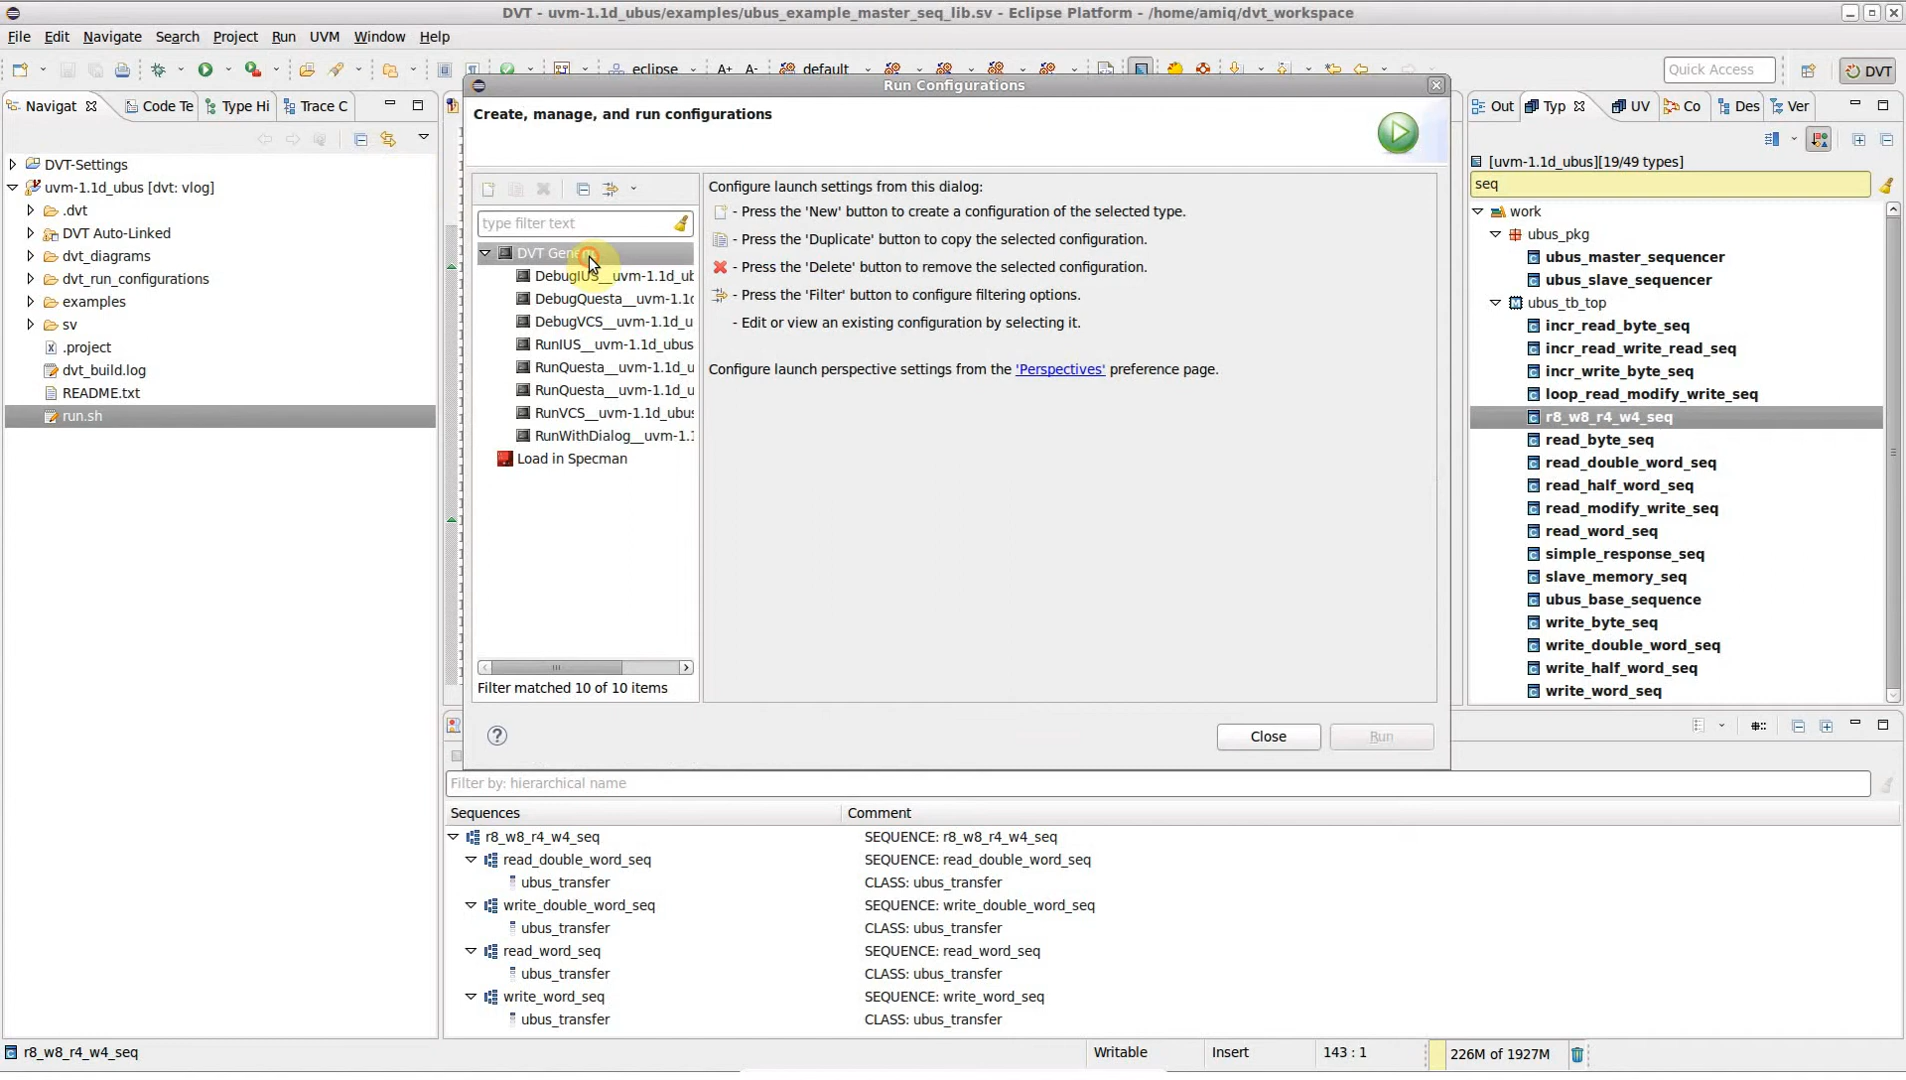 DVT - uvm-1.1d_ubus/examples/ubus_example_master_seq_lib.sv - Eclipse Platform - /home/amiq/dvt_workspace
File Edit Navigate Search Project Run UVM Window Help
eclipse A+ A- default Quick Access DVT
Navigat Code Te Type Hi Trace C
DVT-Settings
uvm-1.1d_ubus [dvt: vlog]
.dvt
DVT Auto-Linked
dvt_diagrams
dvt_run_configurations
examples
sv
.project
dvt_build.log
README.txt
run.sh
Run Configurations
Create, manage, and run configurations
type filter text
DVT Gene
DebugIUS__uvm-1.1d_ub
DebugQuesta__uvm-1.1d
DebugVCS__uvm-1.1d_u
RunIUS__uvm-1.1d_ubus
RunQuesta__uvm-1.1d_u
RunQuesta__uvm-1.1d_u
RunVCS__uvm-1.1d_ubus
RunWithDialog__uvm-1.1
Load in Specman
Filter matched 10 of 10 items
Configure launch settings from this dialog:
- Press the 'New' button to create a configuration of the selected type.
- Press the 'Duplicate' button to copy the selected configuration.
- Press the 'Delete' button to remove the selected configuration.
- Press the 'Filter' button to configure filtering options.
- Edit or view an existing configuration by selecting it.
Configure launch perspective settings from the 'Perspectives' preference page.
? Close Run
Out Typ UV Co Des Ver
[uvm-1.1d_ubus][19/49 types]
seq
work
ubus_pkg
ubus_master_sequencer
ubus_slave_sequencer
ubus_tb_top
incr_read_byte_seq
incr_read_write_read_seq
incr_write_byte_seq
loop_read_modify_write_seq
r8_w8_r4_w4_seq
read_byte_seq
read_double_word_seq
read_half_word_seq
read_modify_write_seq
read_word_seq
simple_response_seq
slave_memory_seq
ubus_base_sequence
write_byte_seq
write_double_word_seq
write_half_word_seq
write_word_seq
Filter by: hierarchical name
Sequences Comment
r8_w8_r4_w4_seq SEQUENCE: r8_w8_r4_w4_seq
read_double_word_seq SEQUENCE: read_double_word_seq
ubus_transfer CLASS: ubus_transfer
write_double_word_seq SEQUENCE: write_double_word_seq
ubus_transfer CLASS: ubus_transfer
read_word_seq SEQUENCE: read_word_seq
ubus_transfer CLASS: ubus_transfer
write_word_seq SEQUENCE: write_word_seq
ubus_transfer CLASS: ubus_transfer
r8_w8_r4_w4_seq Writable Insert 143 : 1 226M of 1927M